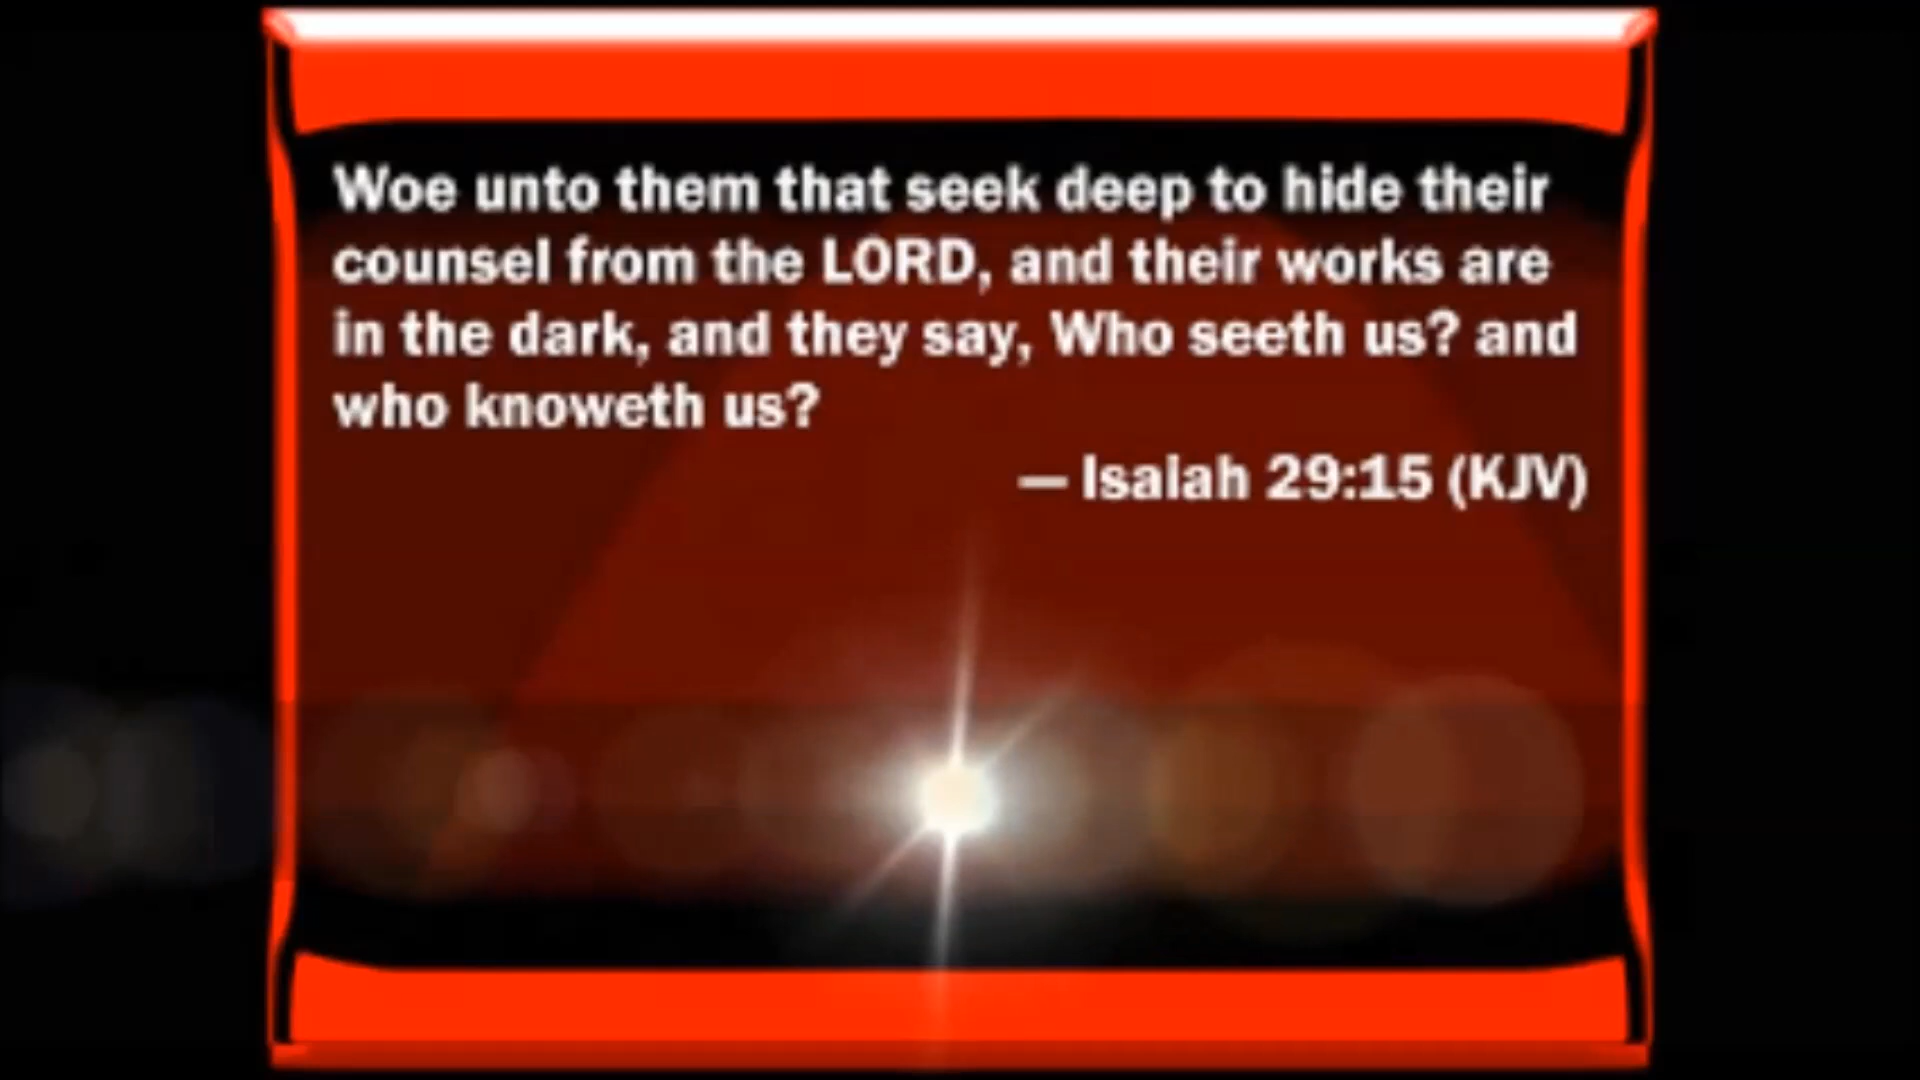 Woe unto them that seek deep to hide their
counsel from the LORD, and their works are
in the dark, and they say, Who seeth us? and
who knoweth us?
— Isaiah 29:15 (KJV)